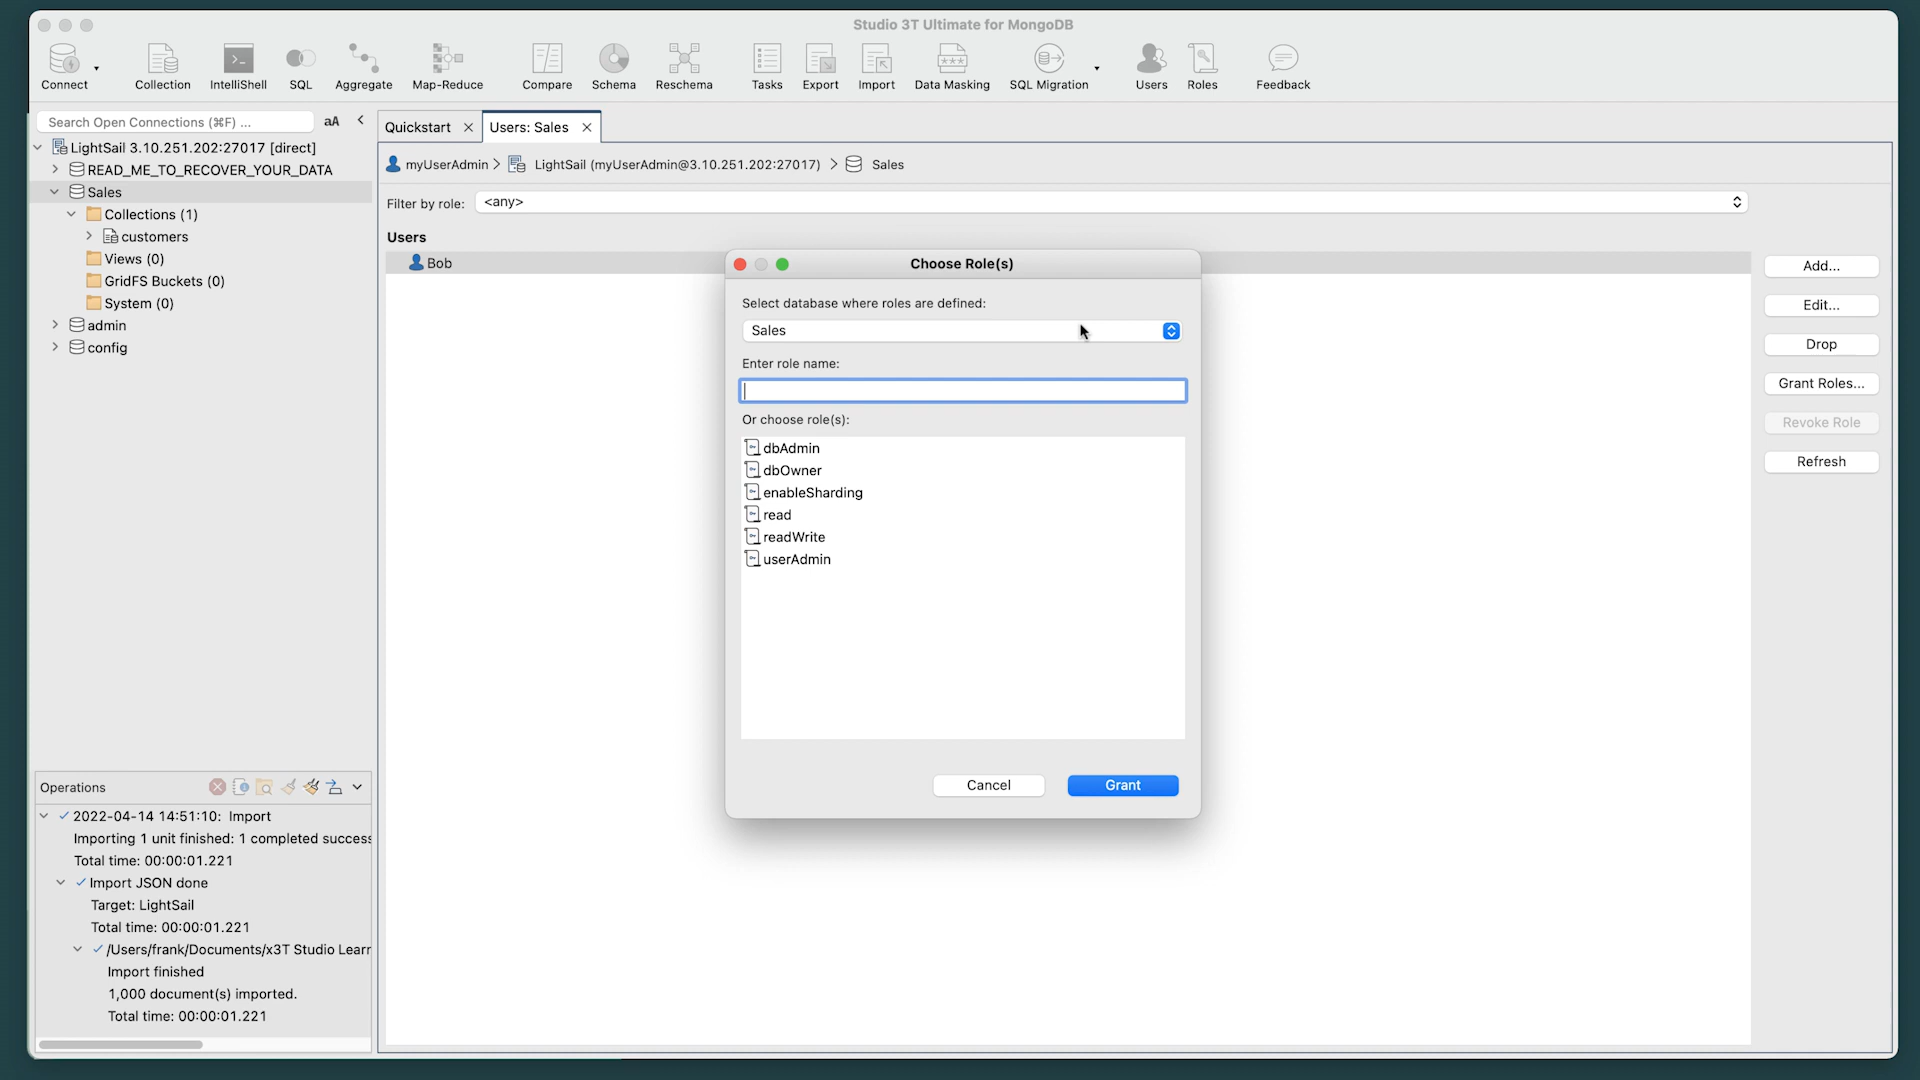 Studio 3T Ultimate for MongoDB
Connect
Collection
IntelliShell
SQL
Aggregate
Map-Reduce
Compare
Schema
Reschema
Tasks
Export
Import
Data Masking
SQL Migration
Users
Roles
Feedback
Search Open Connections (⌘F) ...
aA
LightSail 3.10.251.202:27017 [direct]
READ_ME_TO_RECOVER_YOUR_DATA
Sales
Collections (1)
customers
Views (0)
GridFS Buckets (0)
System (0)
admin
config
Quickstart
Users: Sales
myUserAdmin
LightSail (myUserAdmin@3.10.251.202:27017)
Sales
Filter by role: <any>
Users
Bob
Add...
Edit...
Drop
Grant Roles...
Revoke Role
Refresh
Choose Role(s)
Select database where roles are defined:
Sales
Enter role name:
Or choose role(s):
dbAdmin
dbOwner
enableSharding
read
readWrite
userAdmin
Cancel
Grant
Operations
2022-04-14 14:51:10: Import
Importing 1 unit finished: 1 completed success
Total time: 00:00:01.221
Import JSON done
Target: LightSail
Total time: 00:00:01.221
/Users/frank/Documents/x3T Studio Learn
Import finished
1,000 document(s) imported.
Total time: 00:00:01.221